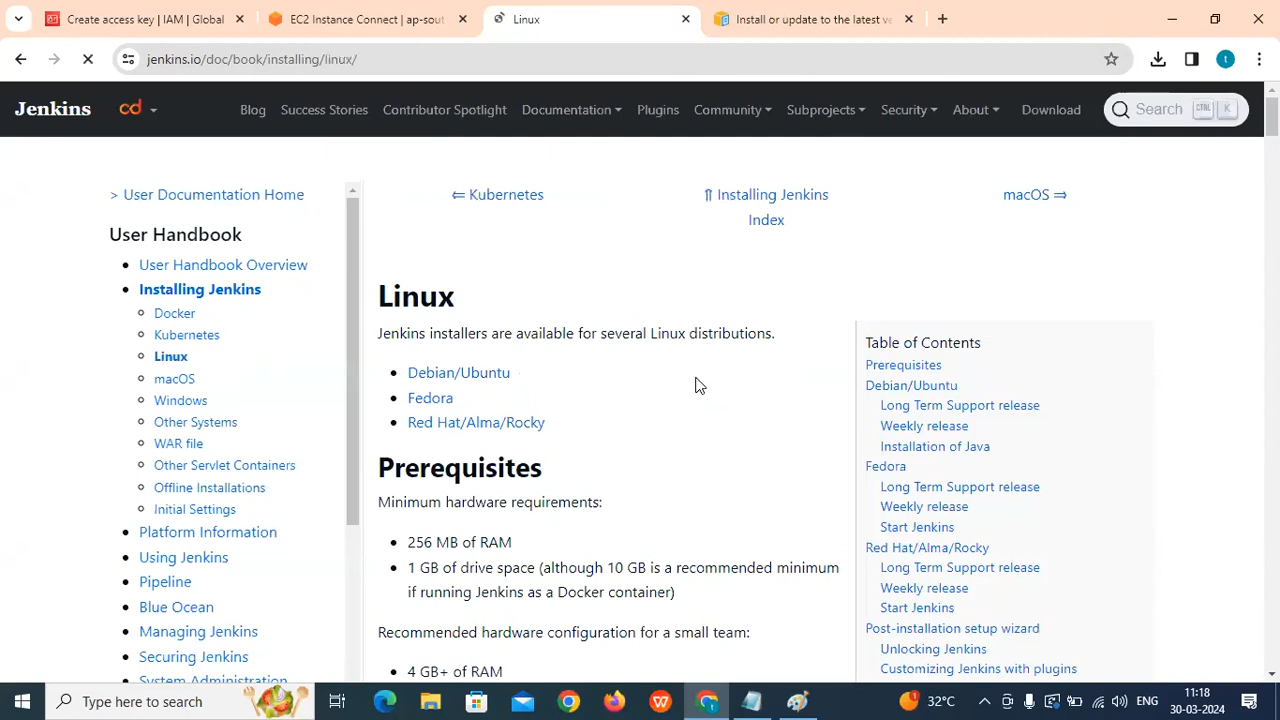 Create access key | IAM | Global
EC2 Instance Connect | ap-sout
Linux
Install or update to the latest ve
jenkins.io/doc/book/installing/linux/
t
Jenkins
cd
Blog
Success Stories
Contributor Spotlight
Documentation
Plugins
Community
Subprojects
Security
About
Download
Search
CTRL
K
> User Documentation Home
User Handbook
User Handbook Overview
Installing Jenkins
Docker
Kubernetes
Linux
macOS
Windows
Other Systems
WAR file
Other Servlet Containers
Offline Installations
Initial Settings
Platform Information
Using Jenkins
Pipeline
Blue Ocean
Managing Jenkins
Securing Jenkins
System Administration
⇐ Kubernetes
⇑ Installing Jenkins
Index
macOS ⇒
Linux
Jenkins installers are available for several Linux distributions.
Debian/Ubuntu
Fedora
Red Hat/Alma/Rocky
Prerequisites
Minimum hardware requirements:
256 MB of RAM
1 GB of drive space (although 10 GB is a recommended minimum
if running Jenkins as a Docker container)
Recommended hardware configuration for a small team:
4 GB+ of RAM
Table of Contents
Prerequisites
Debian/Ubuntu
Long Term Support release
Weekly release
Installation of Java
Fedora
Long Term Support release
Weekly release
Start Jenkins
Red Hat/Alma/Rocky
Long Term Support release
Weekly release
Start Jenkins
Post-installation setup wizard
Unlocking Jenkins
Customizing Jenkins with plugins
Type here to search
32°C
ENG
11:18
30-03-2024